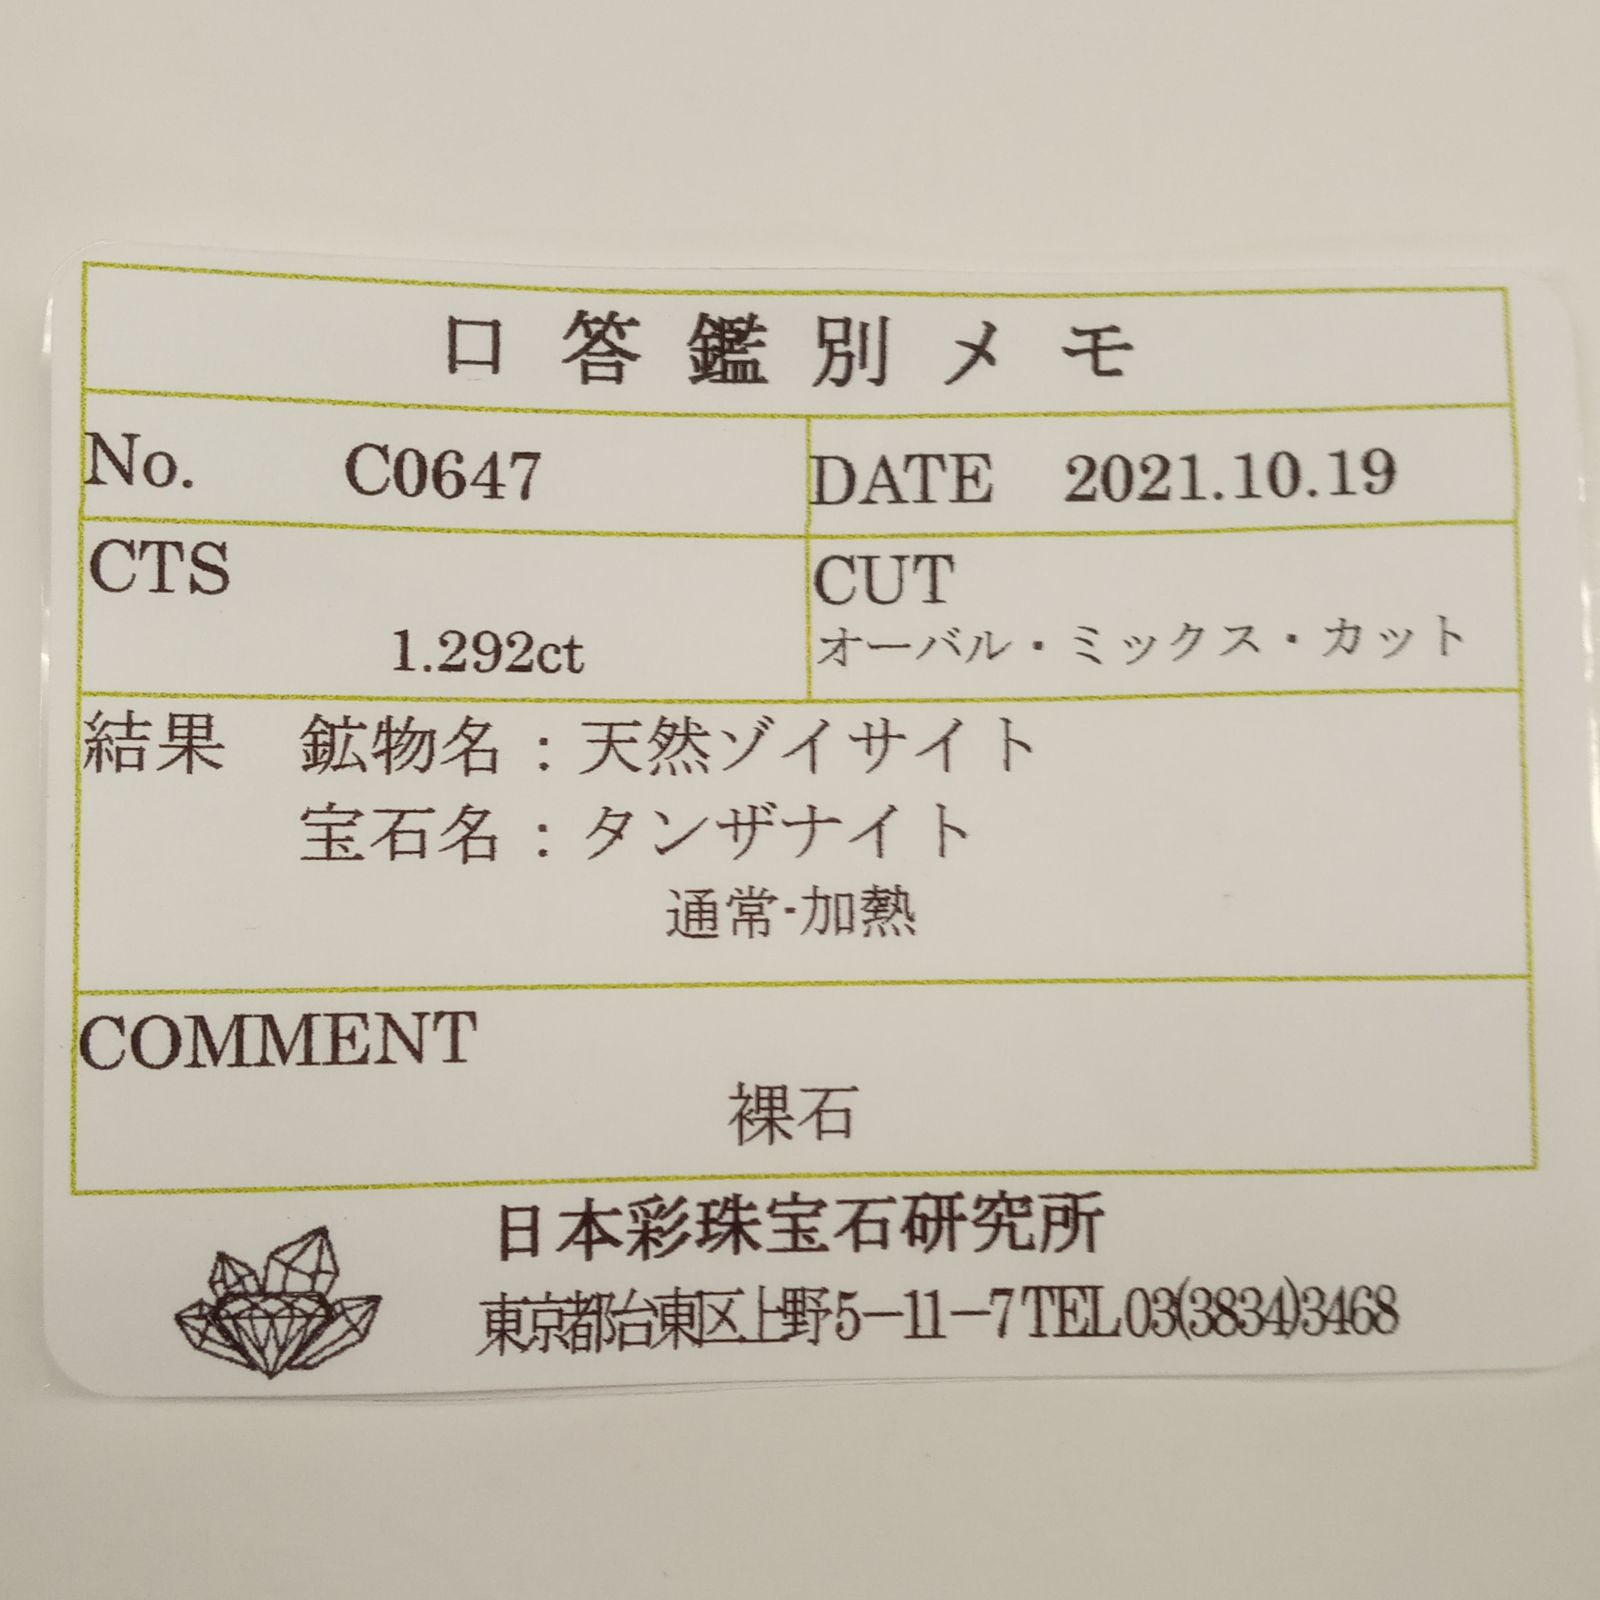 口答鑑別メモ
No. C0647 DATE 2021.10.19
CTS CUT
1.292ct オーバル・ミックス・カット
結果 鉱物名：天然ゾイサイト
宝石名：タンザナイト
通常・加熱
COMMENT
裸石
日本彩珠宝石研究所
東京都台東区上野5－11－7 TEL 03(3834)3468